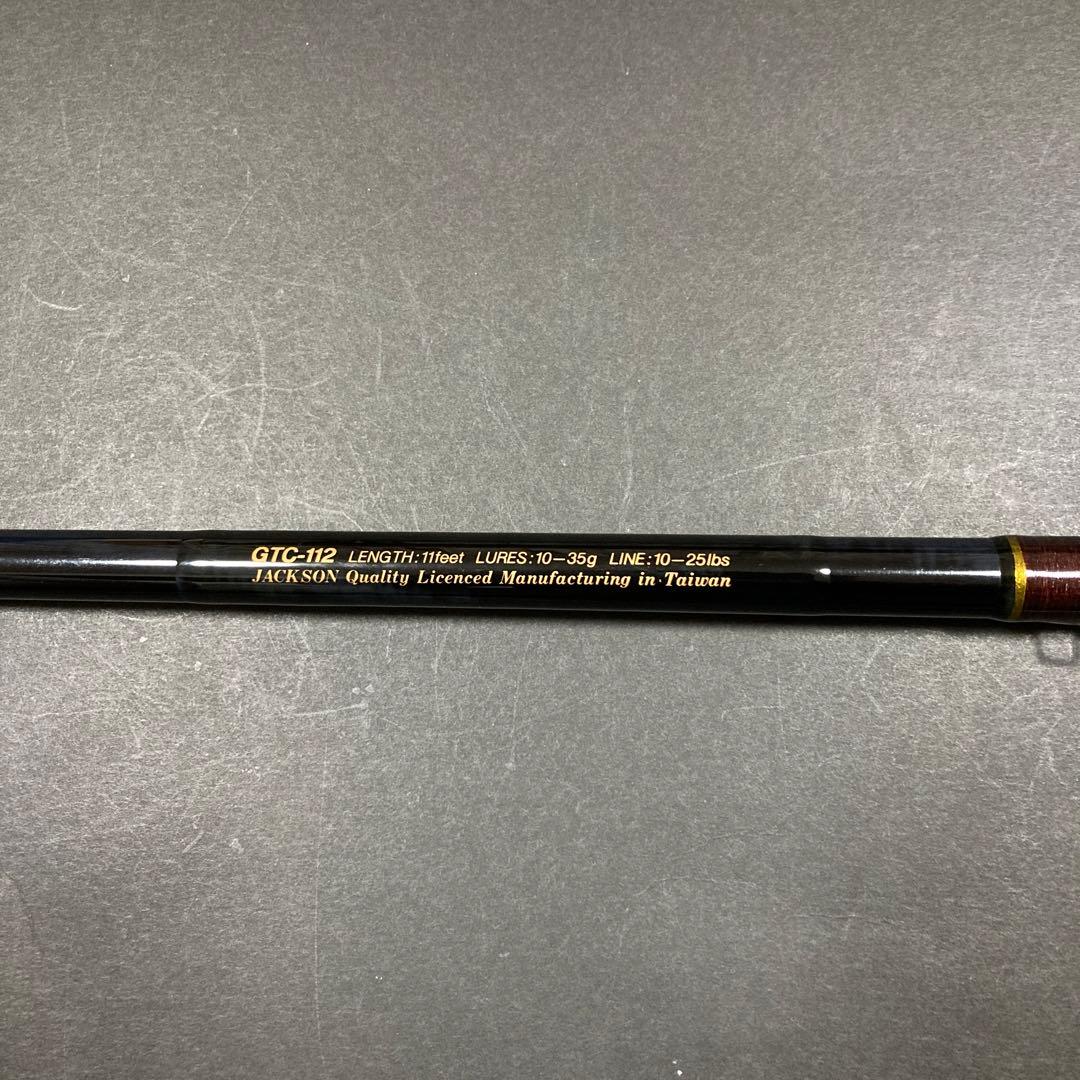 GTC-112 LENGTH:11feet LURES:10-35g LINE:10-25lbs
JACKSON Quality Licenced Manufacturing in·Taiwan